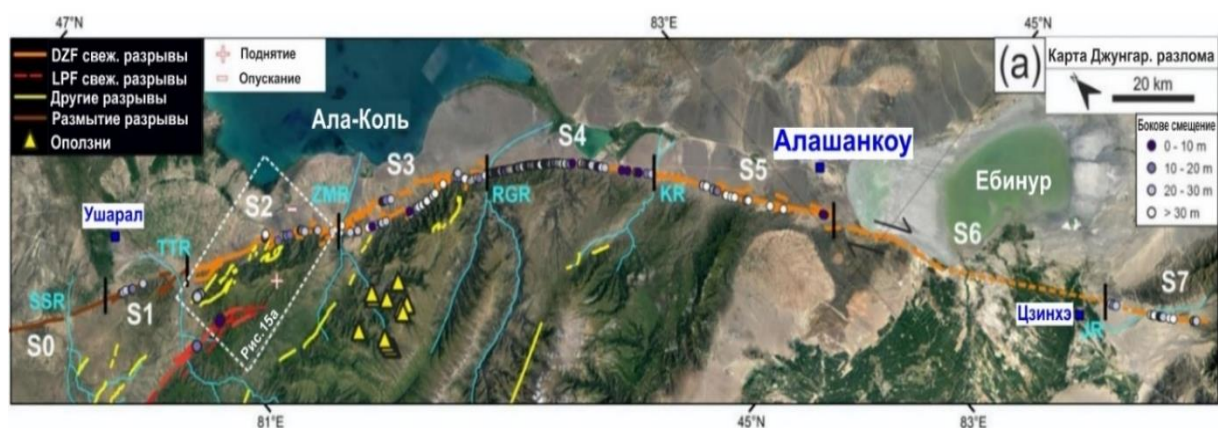 47°N
83°E
45°N
DZF свеж. разрывы
LPF свеж. разрывы
Другие разрывы
Размытие разрывы
Оползни
Поднятие
Опускание
(a)
Карта Джунгар. разлома
20 km
Бокове смещение
0 - 10 m
10 - 20 m
20 - 30 m
> 30 m
Ала-Коль
S4
S3
S5
Алашанкоу
Ебинур
ZMR
RGR
KR
S2
Ушарал
TTR
S6
SSR
S1
S0
Рис. 15a
S7
Цзинхэ
JR
81°E
45°N
83°E